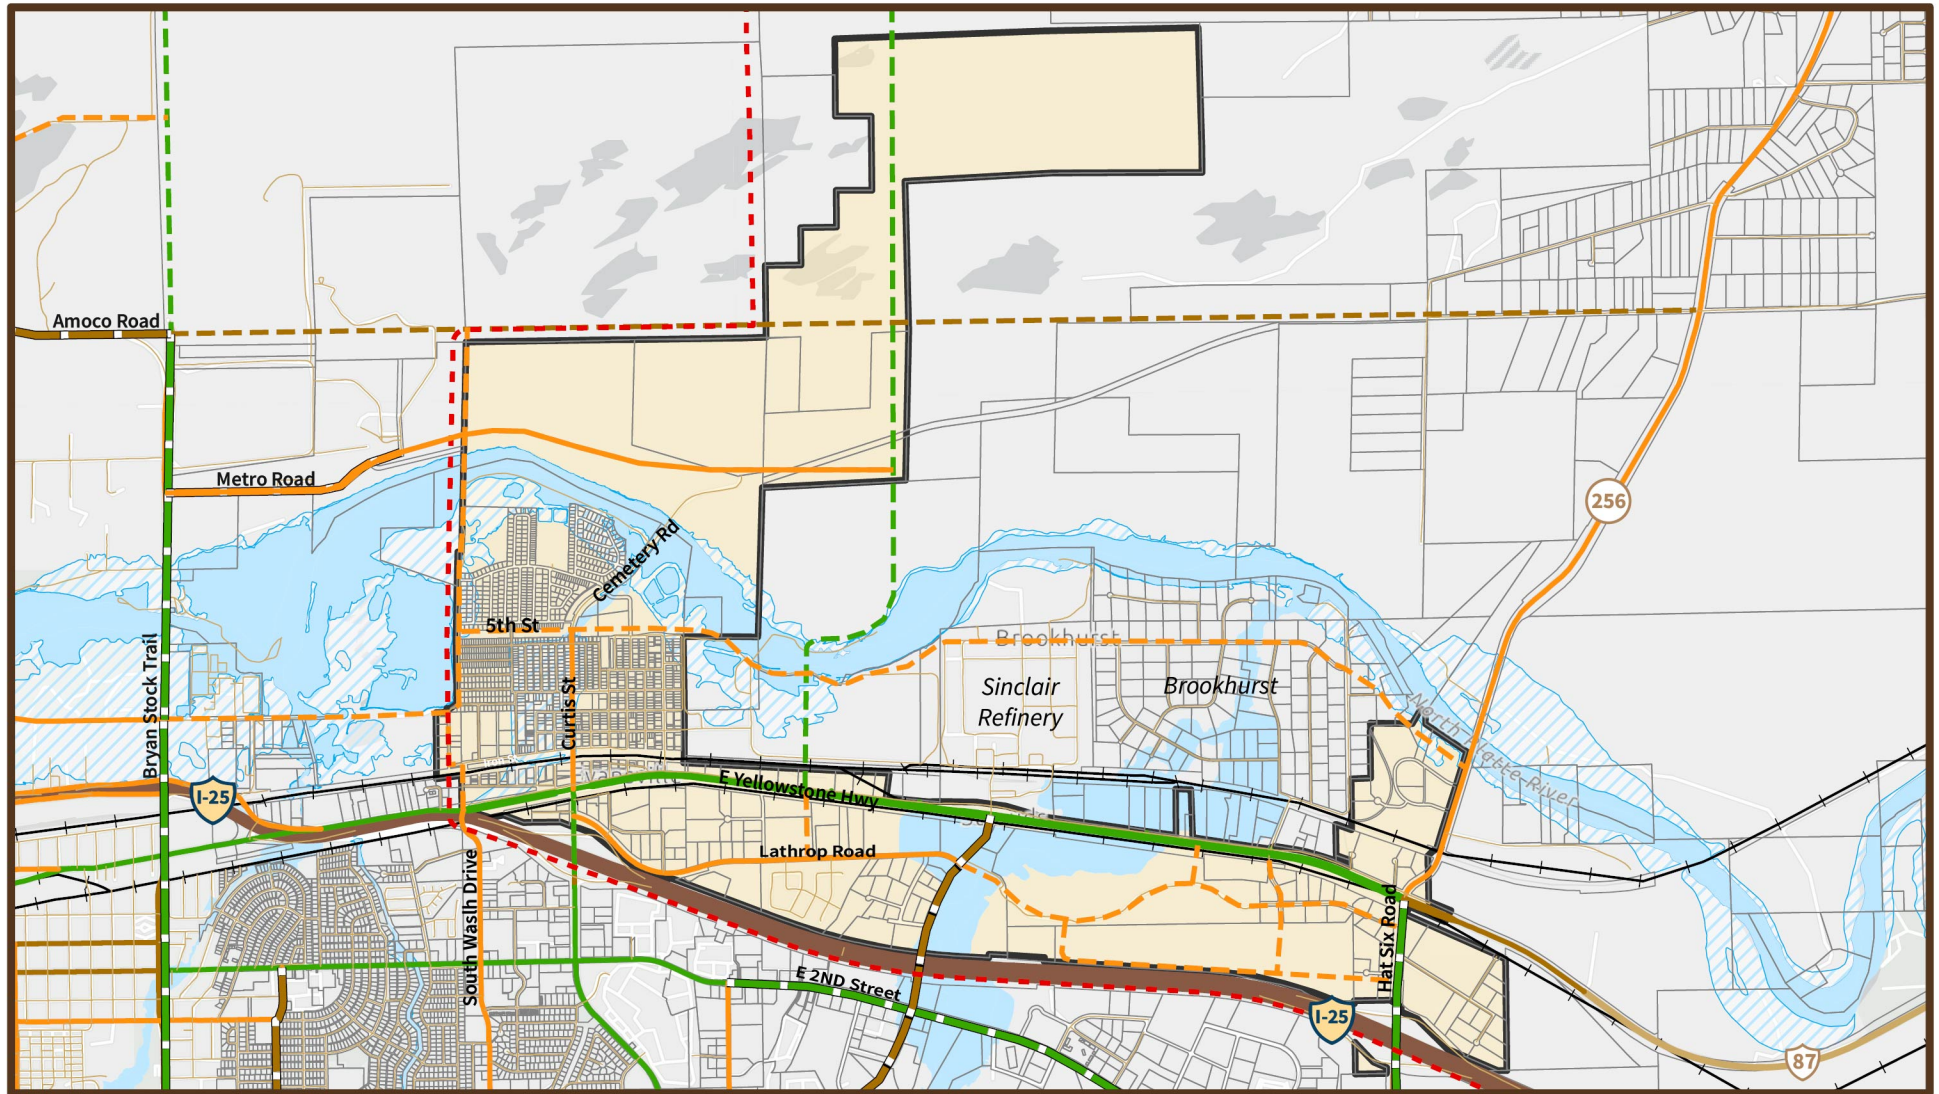 Amoco Road
Metro Road
256
Cemetery Rd
5th St
Brookhurst
Sinclair
Refinery
Brookhurst
North Platte River
Bryan Stock Trail
Curtis St
I-25
E Yellowstone Hwy
Lathrop Road
South Waslh Drive
Hat Six Road
E 2ND Street
I-25
87